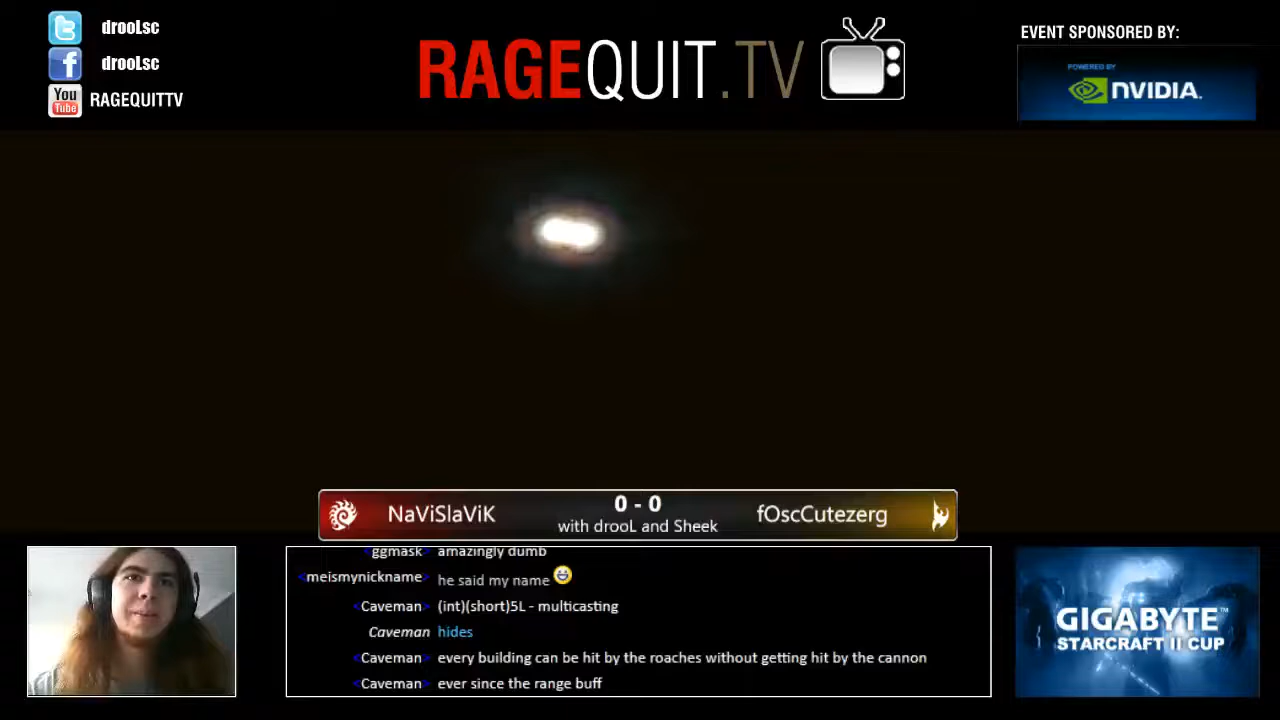 drooLsc
drooLsc
You
Tube
RAGEQUITTV
RAGEQUIT.TV
EVENT SPONSORED BY:
POWERED BY
NVIDIA.
NaViSlaViK
0 - 0
fOscCutezerg
with drooL and Sheek
<ggmask> amazingly dumb
<meismynickname> he said my name
<Caveman> (int)(short)5L - multicasting
Caveman hides
<Caveman> every building can be hit by the roaches without getting hit by the cannon
<Caveman> ever since the range buff
GIGABYTE™
STARCRAFT II CUP